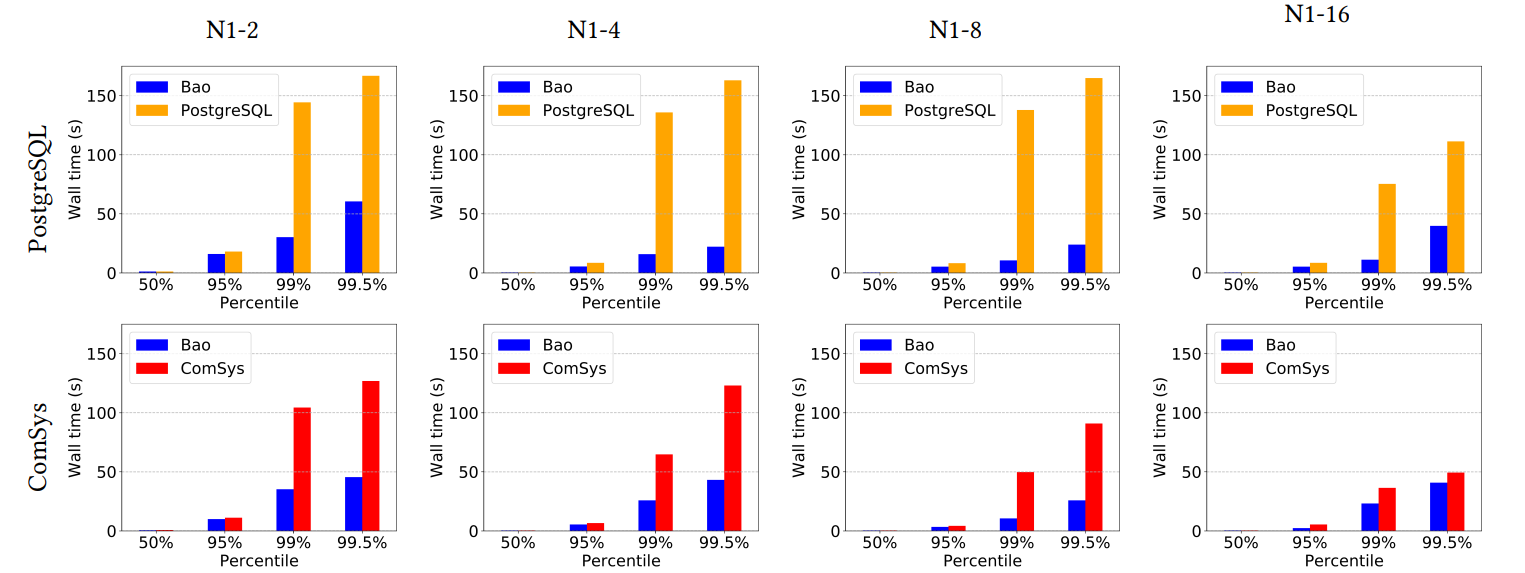 N1-2 N1-4 N1-8 N1-16
PostgreSQL
Wall time (s)
150
100
50
0
Bao
PostgreSQL
50% 95% 99% 99.5%
Percentile
Wall time (s)
150
100
50
0
Bao
PostgreSQL
50% 95% 99% 99.5%
Percentile
Wall time (s)
150
100
50
0
Bao
PostgreSQL
50% 95% 99% 99.5%
Percentile
Wall time (s)
150
100
50
0
Bao
PostgreSQL
50% 95% 99% 99.5%
Percentile
ComSys
Wall time (s)
150
100
50
0
Bao
ComSys
50% 95% 99% 99.5%
Percentile
Wall time (s)
150
100
50
0
Bao
ComSys
50% 95% 99% 99.5%
Percentile
Wall time (s)
150
100
50
0
Bao
ComSys
50% 95% 99% 99.5%
Percentile
Wall time (s)
150
100
50
0
Bao
ComSys
50% 95% 99% 99.5%
Percentile